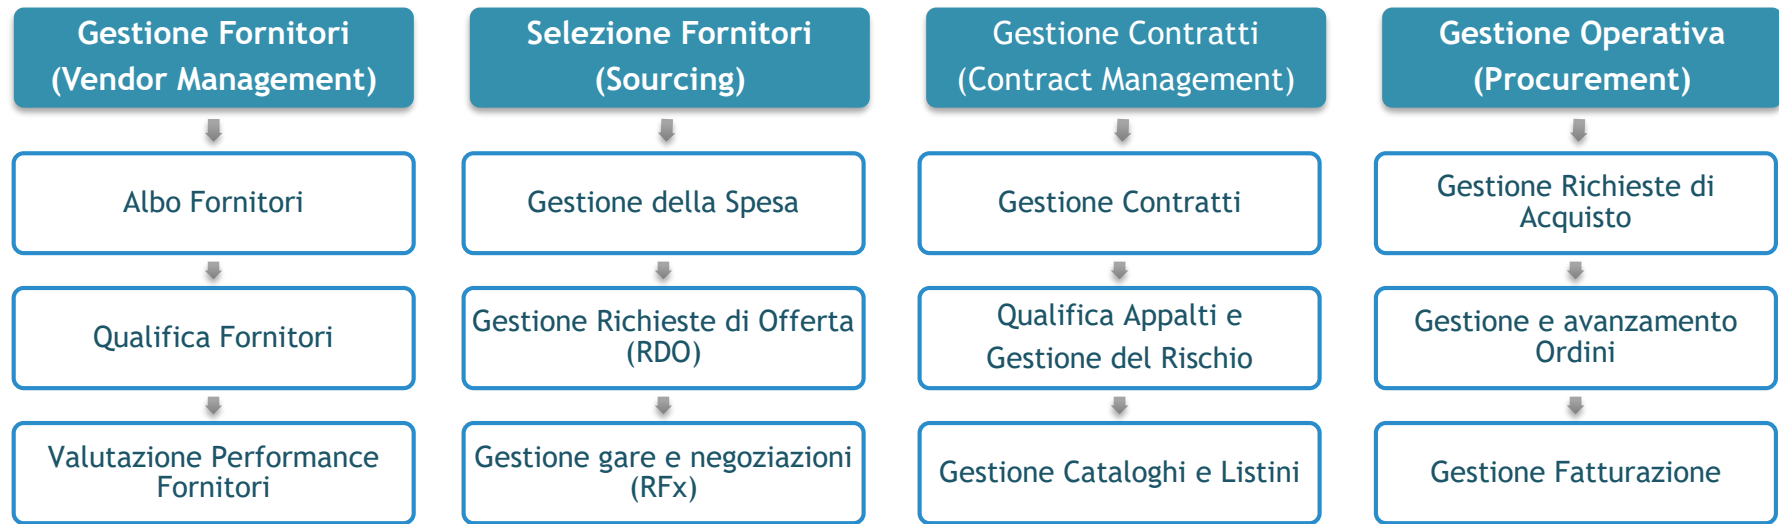 Gestione Fornitori
(Vendor Management)
Albo Fornitori
Qualifica Fornitori
Valutazione Performance
Fornitori
Selezione Fornitori
(Sourcing)
Gestione della Spesa
Gestione Richieste di Offerta
(RDO)
Gestione gare e negoziazioni
(RFx)
Gestione Contratti
(Contract Management)
Gestione Contratti
Qualifica Appalti e
Gestione del Rischio
Gestione Cataloghi e Listini
Gestione Operativa
(Procurement)
Gestione Richieste di
Acquisto
Gestione e avanzamento
Ordini
Gestione Fatturazione